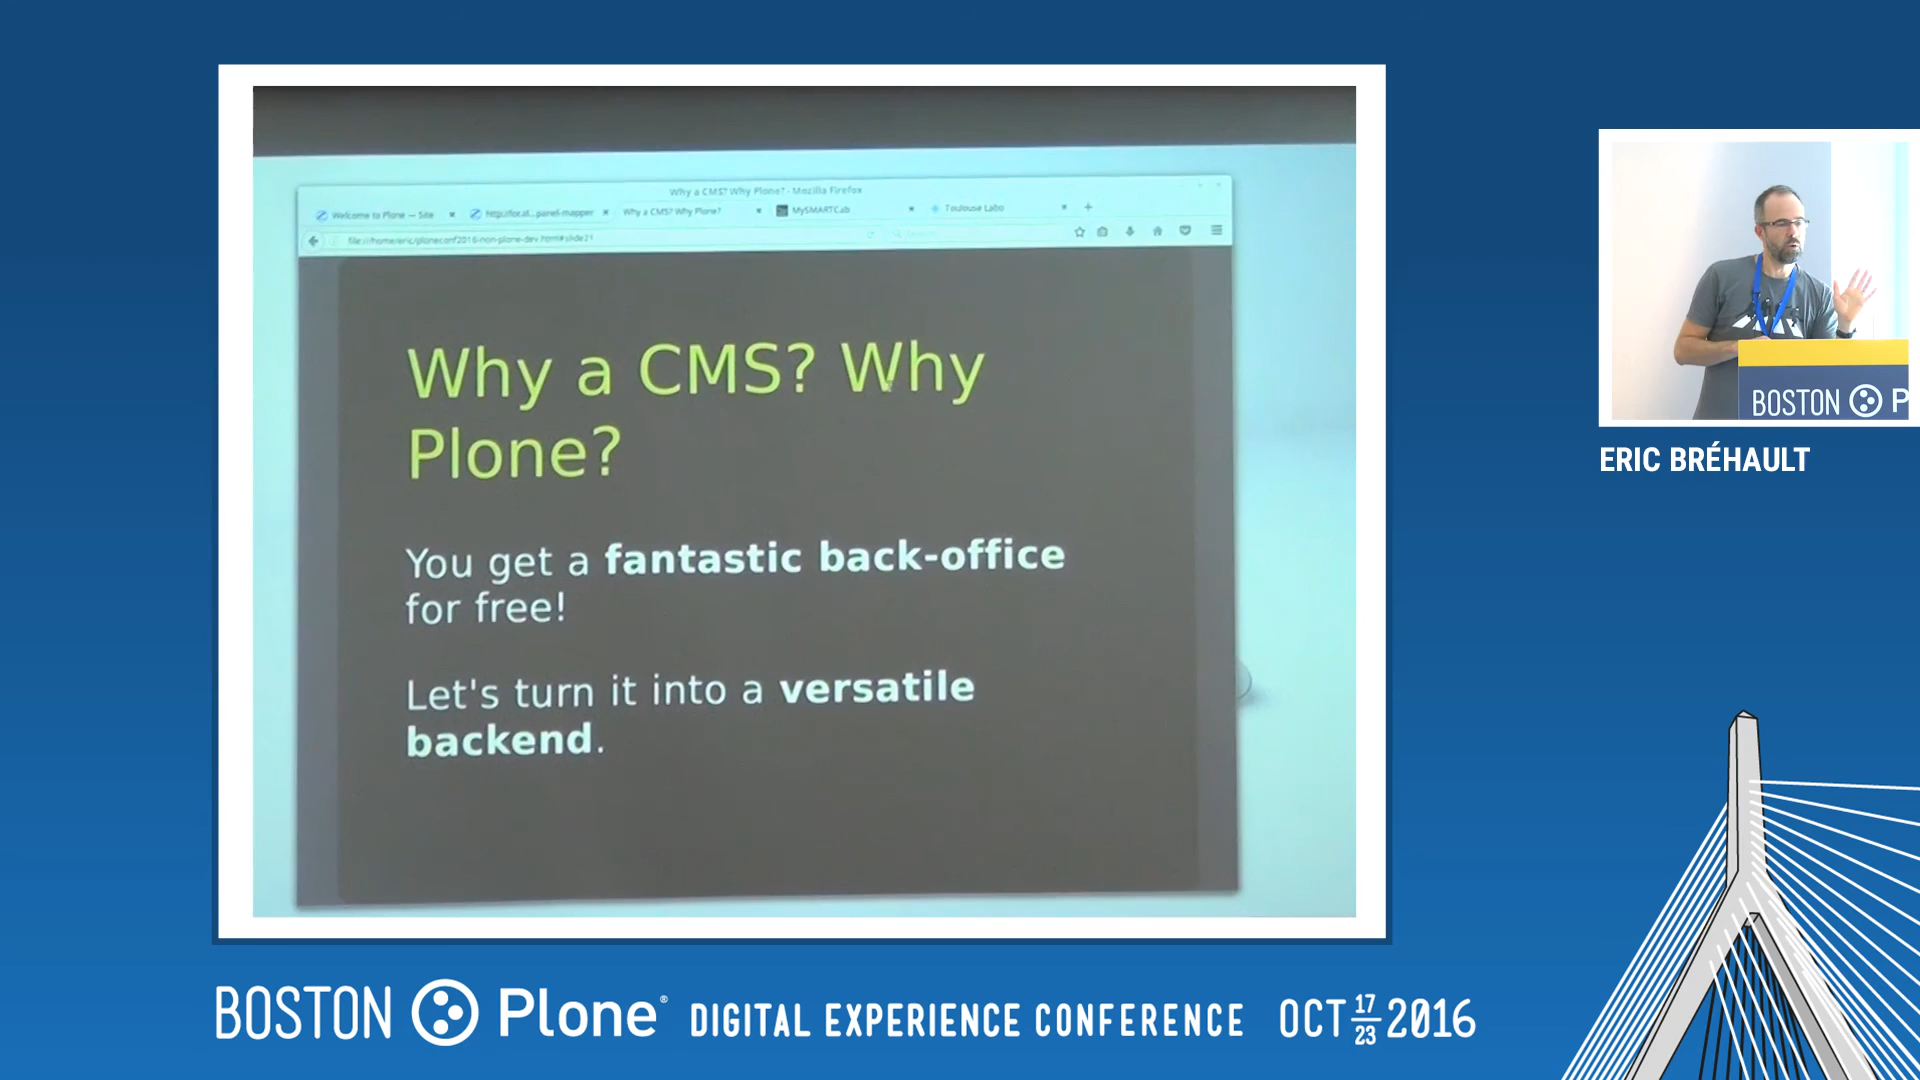 Why a CMS? Why Plone? - Mozilla Firefox
Welcome to Plone — Site
http://loc.al...panel-mapper
Why a CMS? Why Plone?
MySMARTCab
Toulouse Labo
file:///home/eric/ploneconf2016-non-plone-dev.html#slide21
Search
Why a CMS? Why
Plone?
You get a fantastic back-office
for free!
Let's turn it into a versatile
backend.
BOSTON P
ERIC BRÉHAULT
BOSTON Plone® DIGITAL EXPERIENCE CONFERENCE OCT 17 23 2016